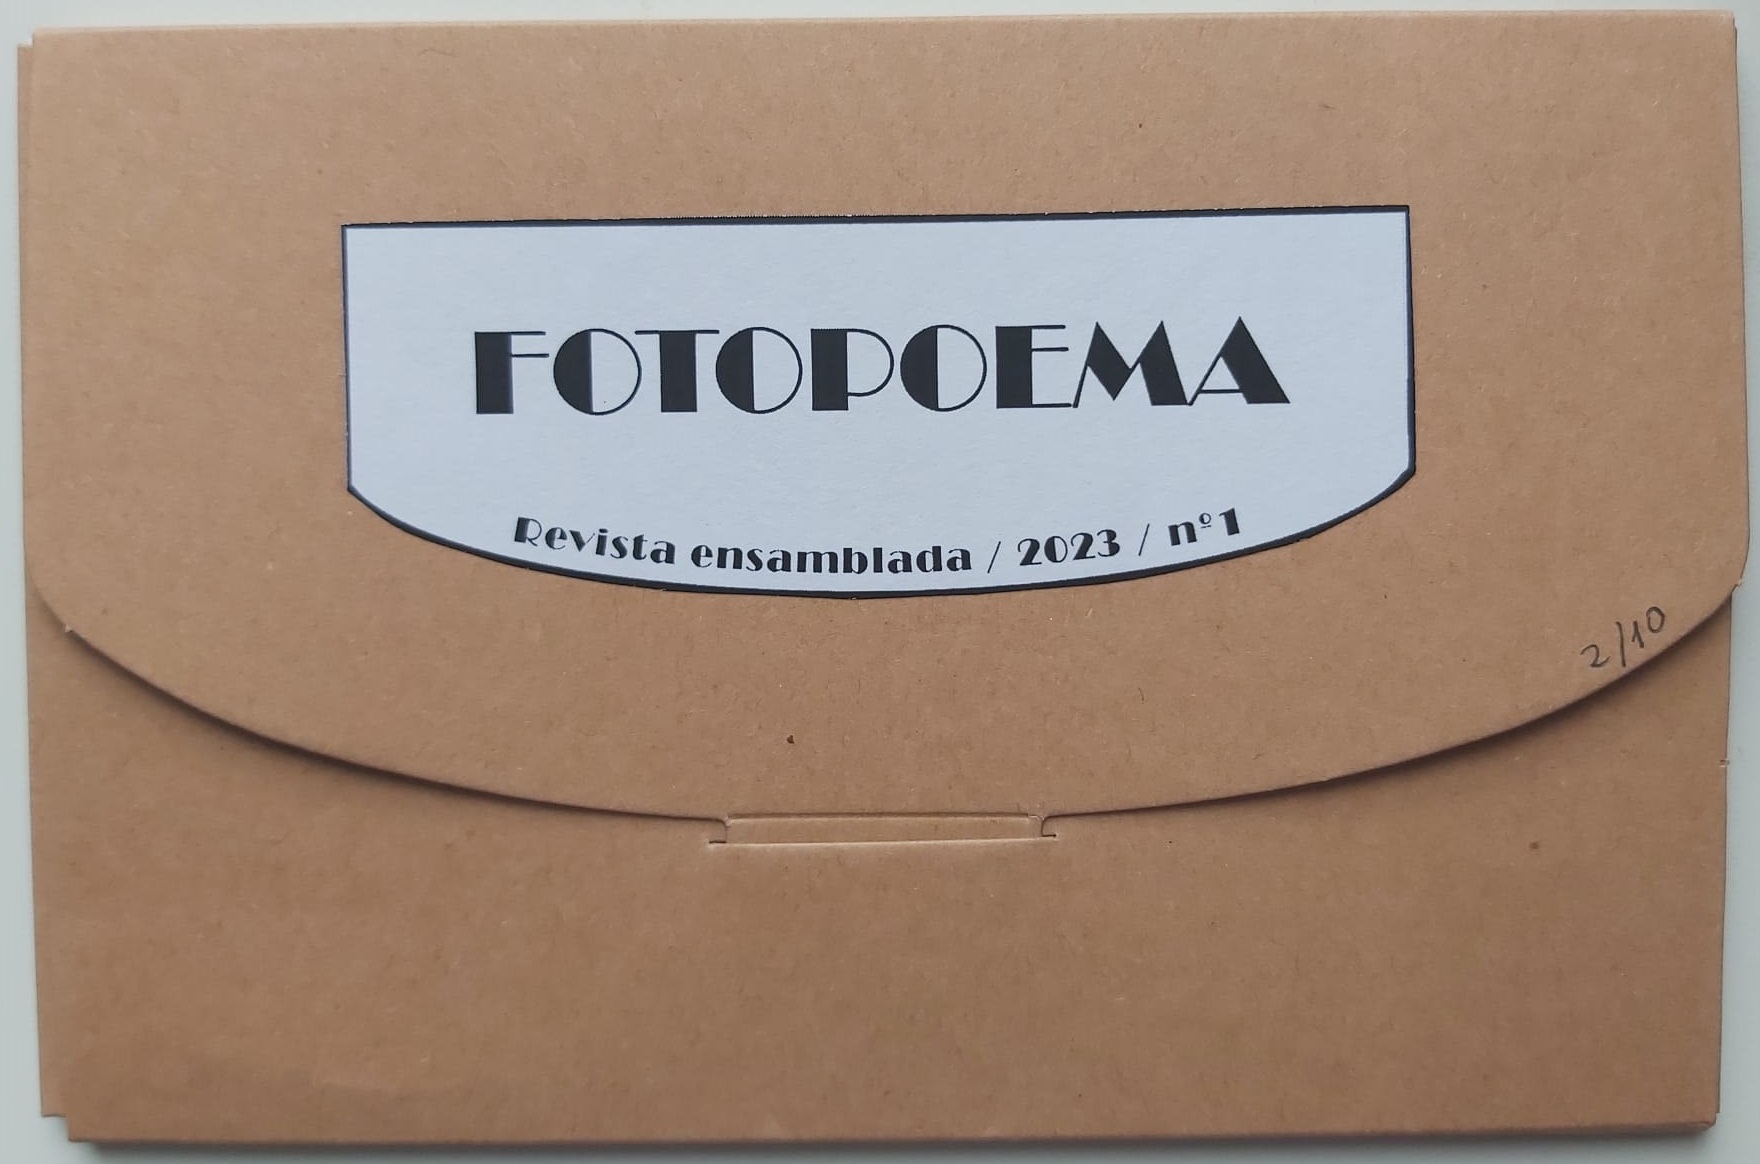 FOTOPOEMA
Revista ensamblada / 2023 / nº1
2/10